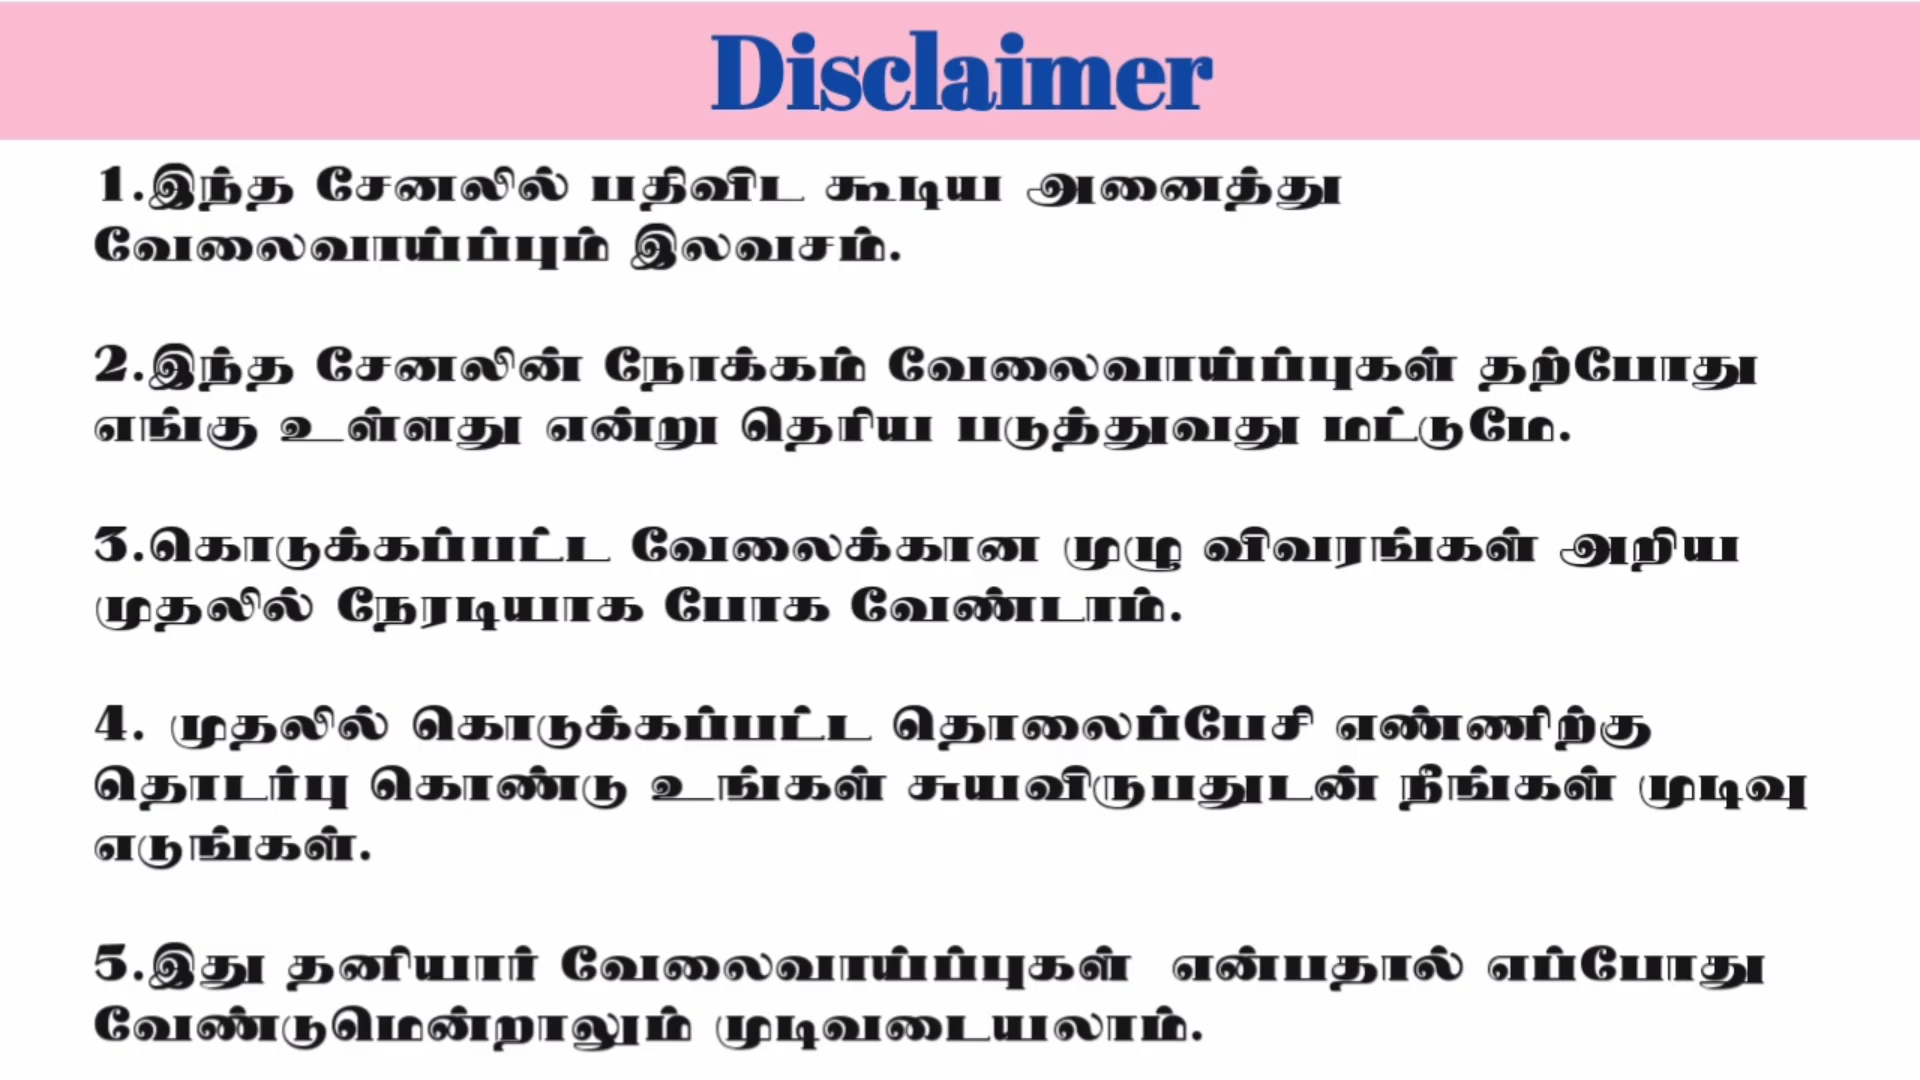 Disclaimer
1.இந்த சேனலில் பதிவிட கூடிய அனைத்து
வேலைவாய்ப்பும் இலவசம்.
2.இந்த சேனலின் நோக்கம் வேலைவாய்ப்புகள் தற்போது
எங்கு உள்ளது என்று தெரிய படுத்துவது மட்டுமே.
3.கொடுக்கப்பட்ட வேலைக்கான முழு விவரங்கள் அறிய
முதலில் நேரடியாக போக வேண்டாம்.
4. முதலில் கொடுக்கப்பட்ட தொலைப்பேசி எண்ணிற்கு
தொடர்பு கொண்டு உங்கள் சுயவிருபதுடன் நீங்கள் முடிவு
எடுங்கள்.
5.இது தனியார் வேலைவாய்ப்புகள் என்பதால் எப்போது
வேண்டுமென்றாலும் முடிவடையலாம்.